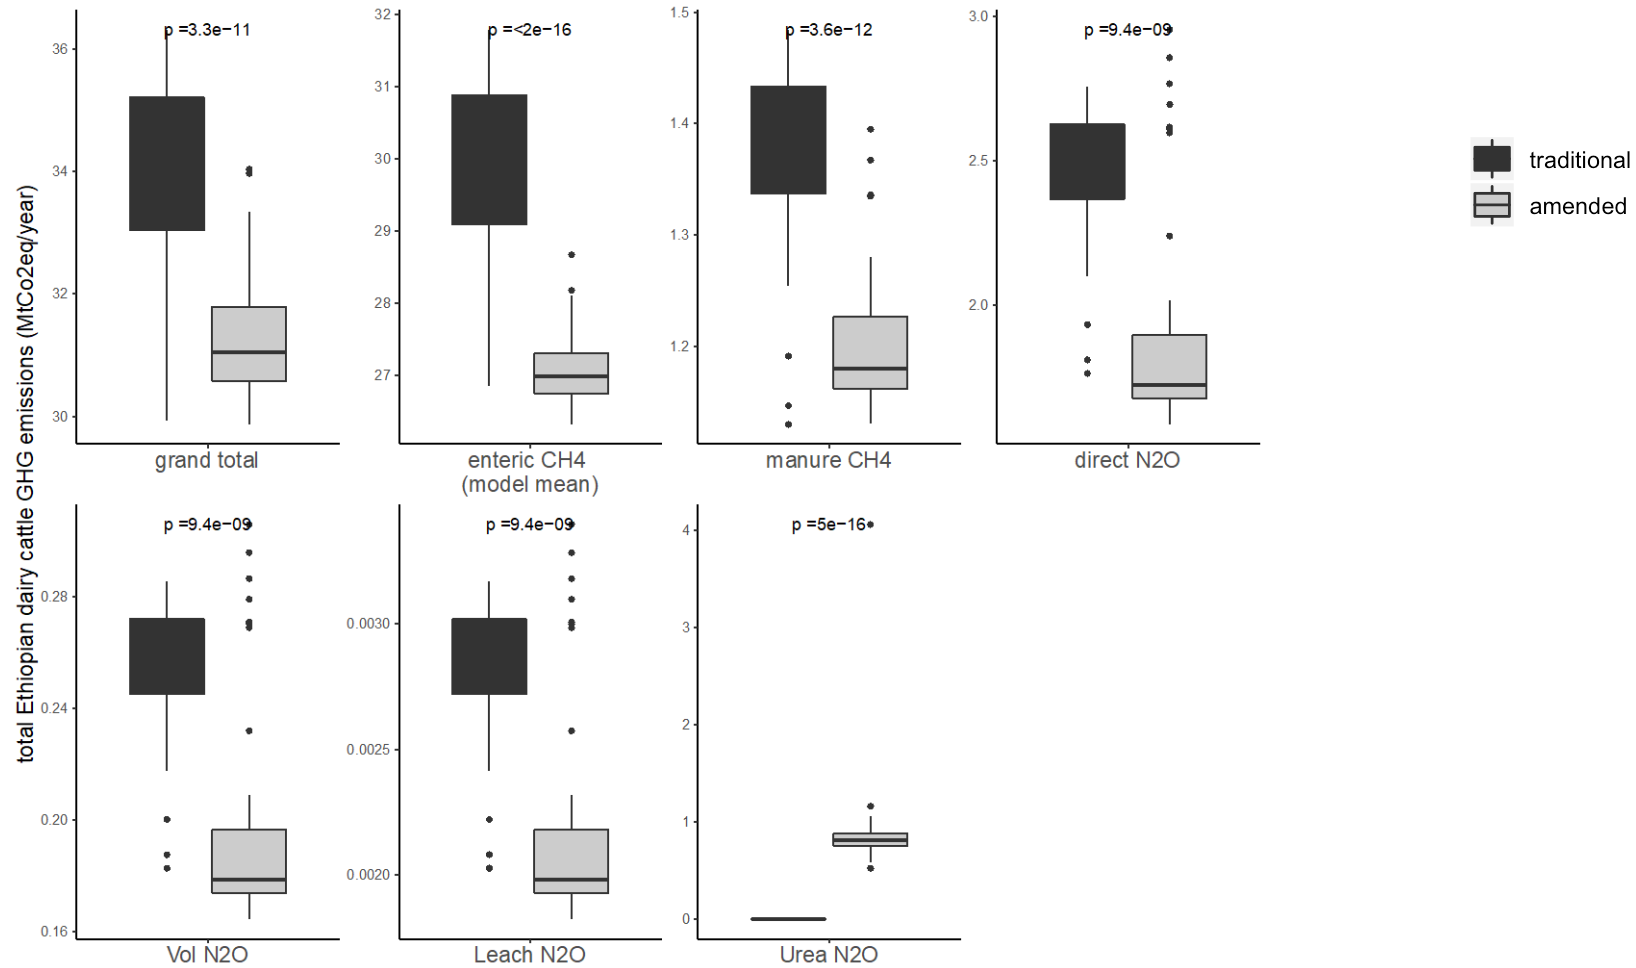 total Ethiopian dairy cattle GHG emissions (MtCo2eq/year)
p =3.3e−11
36
34
32
30
grand total
p =<2e−16
32
31
30
29
28
27
enteric CH4
(model mean)
p =3.6e−12
1.5
1.4
1.3
1.2
manure CH4
p =9.4e−09
3.0
2.5
2.0
direct N2O
traditional
amended
p =9.4e−09
0.28
0.24
0.20
0.16
Vol N2O
p =9.4e−09
0.0030
0.0025
0.0020
Leach N2O
p =5e−16
4
3
2
1
0
Urea N2O